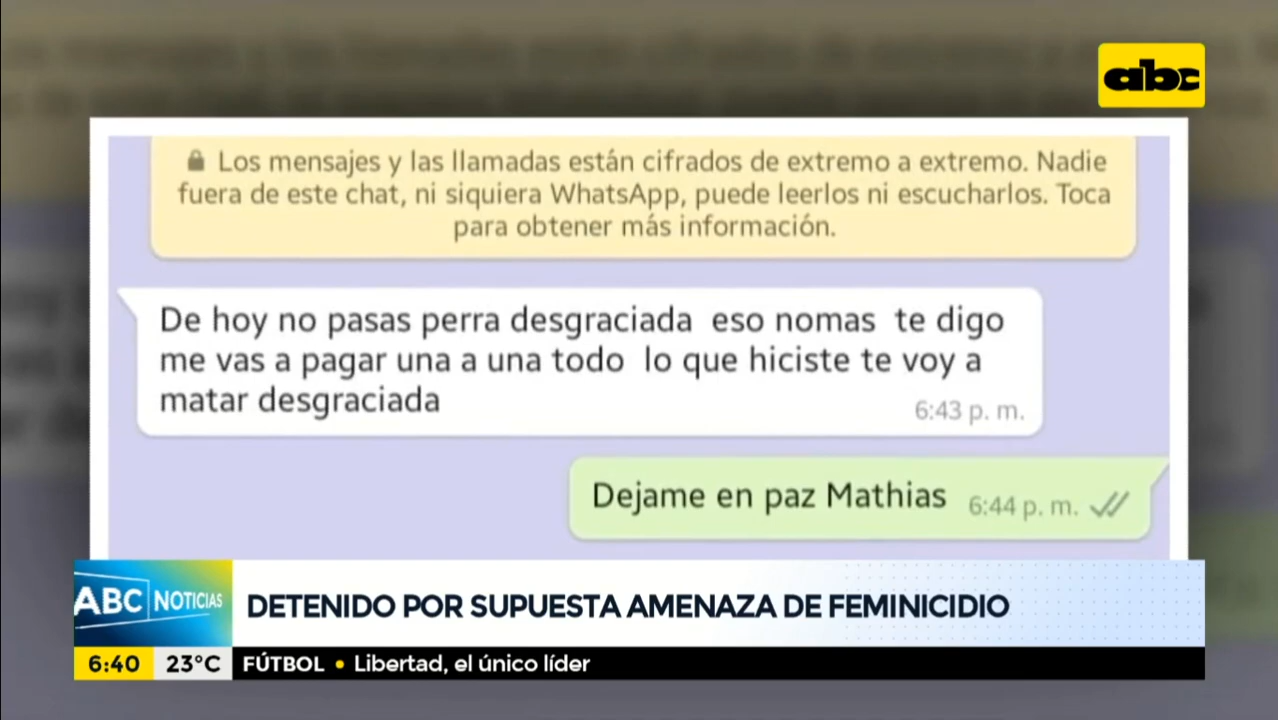 abc
Los mensajes y las llamadas están cifrados de extremo a extremo. Nadie
fuera de este chat, ni siquiera WhatsApp, puede leerlos ni escucharlos. Toca
para obtener más información.
De hoy no pasas perra desgraciada eso nomas te digo
me vas a pagar una a una todo lo que hiciste te voy a
matar desgraciada
6:43 p. m.
Dejame en paz Mathias 6:44 p. m.
ABC NOTICIAS
DETENIDO POR SUPUESTA AMENAZA DE FEMINICIDIO
6:40 23°C FÚTBOL • Libertad, el único líder